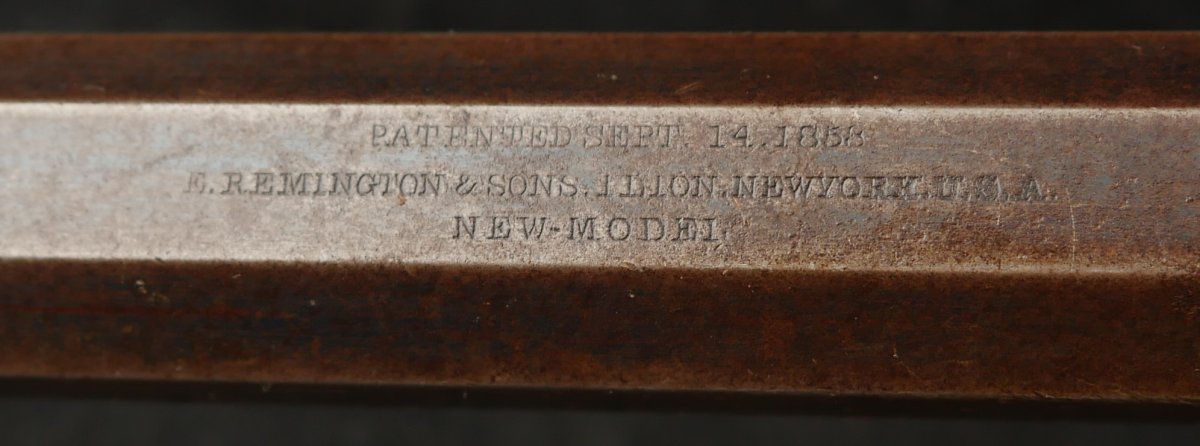 PATENTED SEPT. 14. 1858
E. REMINGTON & SONS. ILION. NEW YORK. U.S.A.
NEW-MODEL